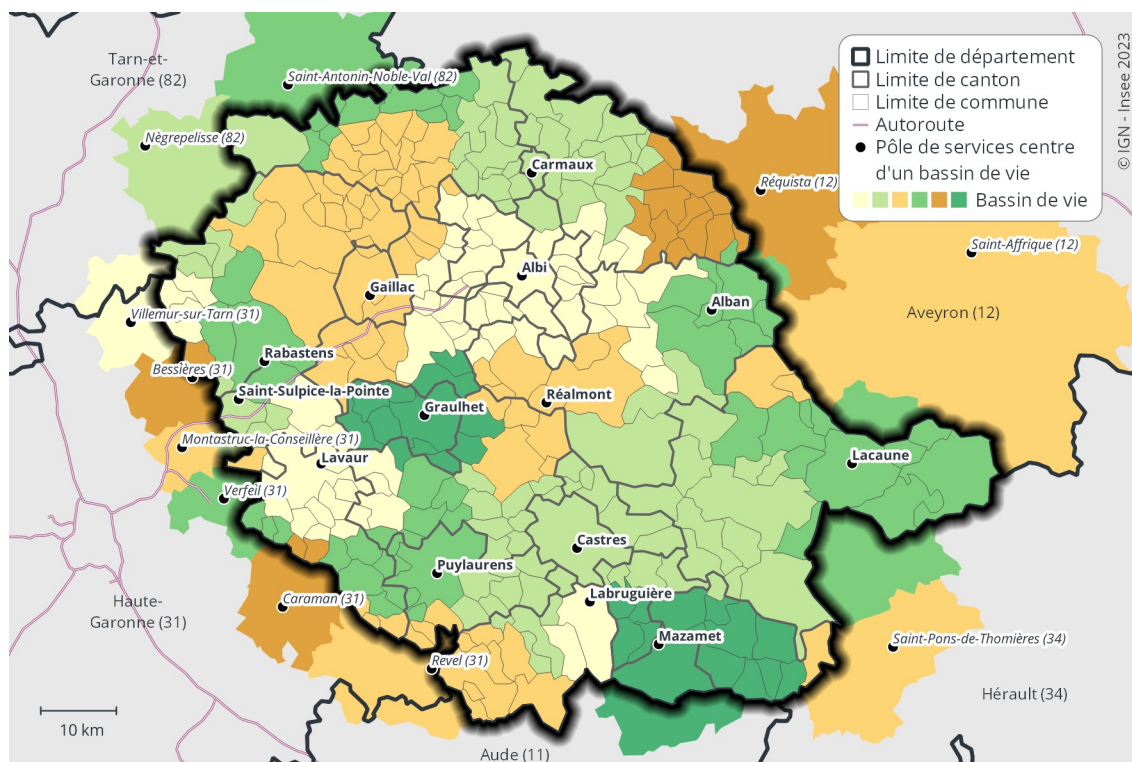 Tarn-et-
Garonne (82)
Saint-Antonin-Noble-Val (82)
Nègrepelisse (82)
Carmaux
Réquista (12)
Saint-Affrique (12)
Albi
Gaillac
Alban
Aveyron (12)
Villemur-sur-Tarn (31)
Rabastens
Bessières (31)
Saint-Sulpice-la-Pointe
Réalmont
Graulhet
Montastruc-la-Conseillère (31)
Lavaur
Lacaune
Verfeil (31)
Castres
Puylaurens
Labruguière
Caraman (31)
Haute-
Garonne (31)
Mazamet
Saint-Pons-de-Thomières (34)
Revel (31)
Hérault (34)
10 km
Aude (11)
Limite de département
Limite de canton
Limite de commune
Autoroute
Pôle de services centre
d'un bassin de vie
Bassin de vie
© IGN - Insee 2023